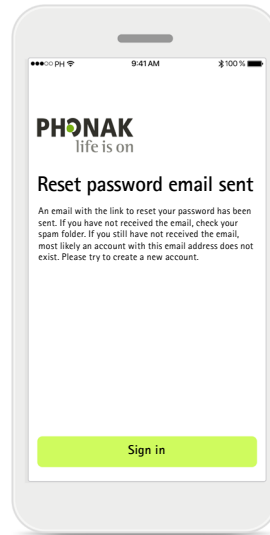 PH 9:41 AM 100 %
PHONAK
life is on
Reset password email sent
An email with the link to reset your password has been
sent. If you have not received the email, check your
spam folder. If you still have not received the email,
most likely an account with this email address does not
exist. Please try to create a new account.
Sign in